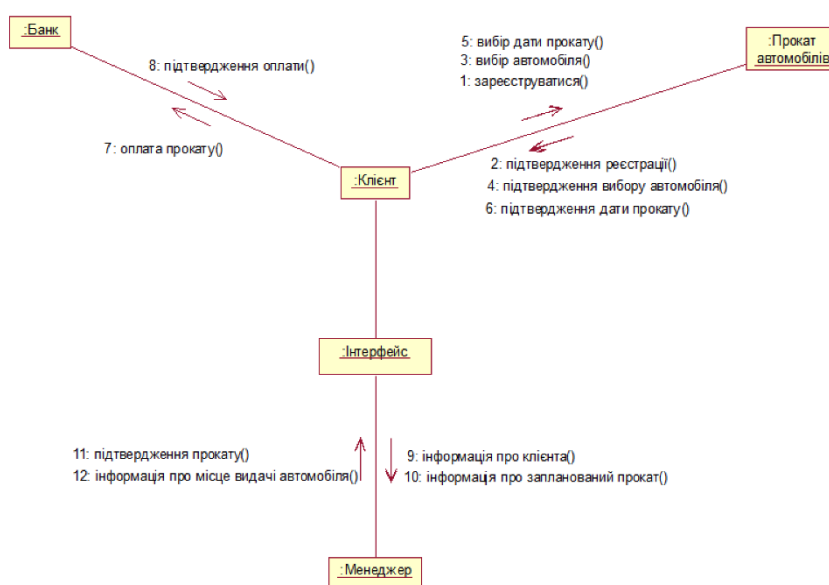 :Банк
8: підтвердження оплати()
7: оплата прокату()
5: вибір дати прокату()
3: вибір автомобіля()
1: зареєструватися()
:Прокат
автомобілів
2: підтвердження реєстрації()
4: підтвердження вибору автомобіля()
6: підтвердження дати прокату()
:Клієнт
:Інтерфейс
11: підтвердження прокату()
12: інформація про місце видачі автомобіля()
9: інформація про клієнта()
10: інформація про запланований прокат()
:Менеджер